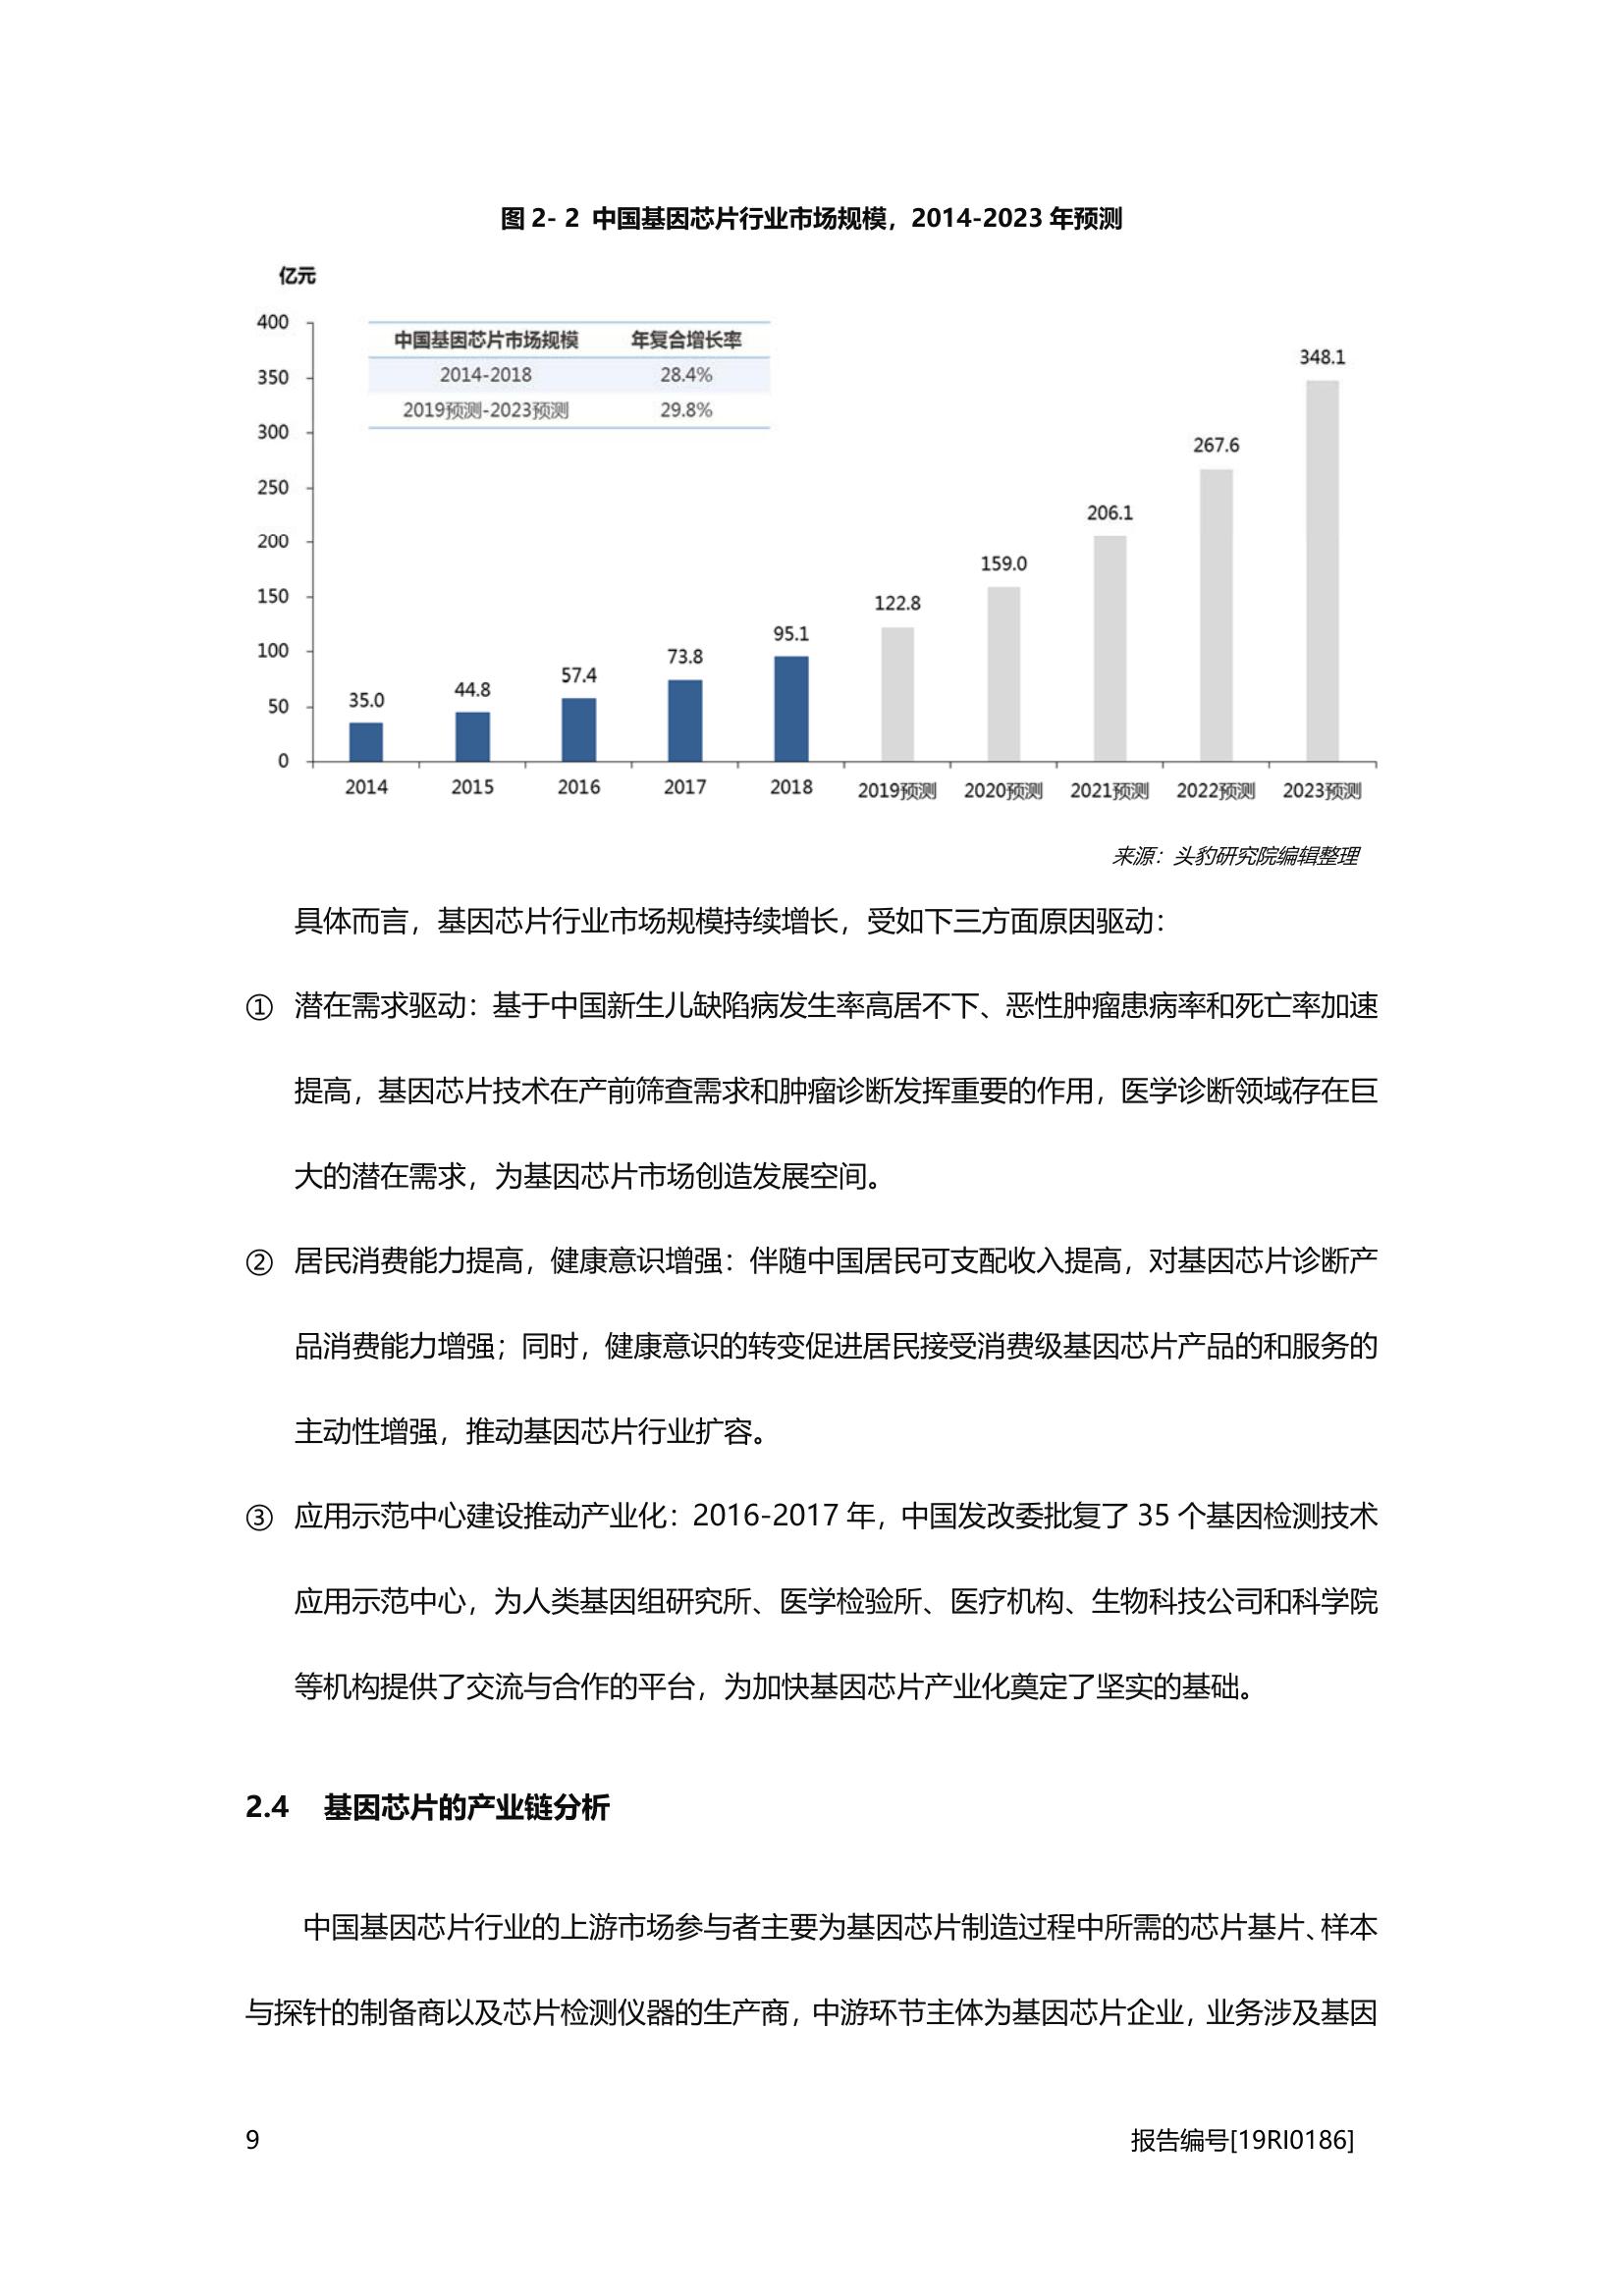 图 2- 2 中国基因芯片行业市场规模，2014-2023 年预测
亿元
400
350
300
250
200
150
100
50
0
中国基因芯片市场规模 年复合增长率
2014-2018 28.4%
2019预测-2023预测 29.8%
35.0
44.8
57.4
73.8
95.1
122.8
159.0
206.1
267.6
348.1
2014 2015 2016 2017 2018 2019预测 2020预测 2021预测 2022预测 2023预测
来源：头豹研究院编辑整理
具体而言，基因芯片行业市场规模持续增长，受如下三方面原因驱动：
① 潜在需求驱动：基于中国新生儿缺陷病发生率高居不下、恶性肿瘤患病率和死亡率加速
提高，基因芯片技术在产前筛查需求和肿瘤诊断发挥重要的作用，医学诊断领域存在巨
大的潜在需求，为基因芯片市场创造发展空间。
② 居民消费能力提高，健康意识增强：伴随中国居民可支配收入提高，对基因芯片诊断产
品消费能力增强；同时，健康意识的转变促进居民接受消费级基因芯片产品的和服务的
主动性增强，推动基因芯片行业扩容。
③ 应用示范中心建设推动产业化：2016-2017 年，中国发改委批复了 35 个基因检测技术
应用示范中心，为人类基因组研究所、医学检验所、医疗机构、生物科技公司和科学院
等机构提供了交流与合作的平台，为加快基因芯片产业化奠定了坚实的基础。
2.4 基因芯片的产业链分析
中国基因芯片行业的上游市场参与者主要为基因芯片制造过程中所需的芯片基片、样本
与探针的制备商以及芯片检测仪器的生产商，中游环节主体为基因芯片企业，业务涉及基因
9 报告编号[19RI0186]